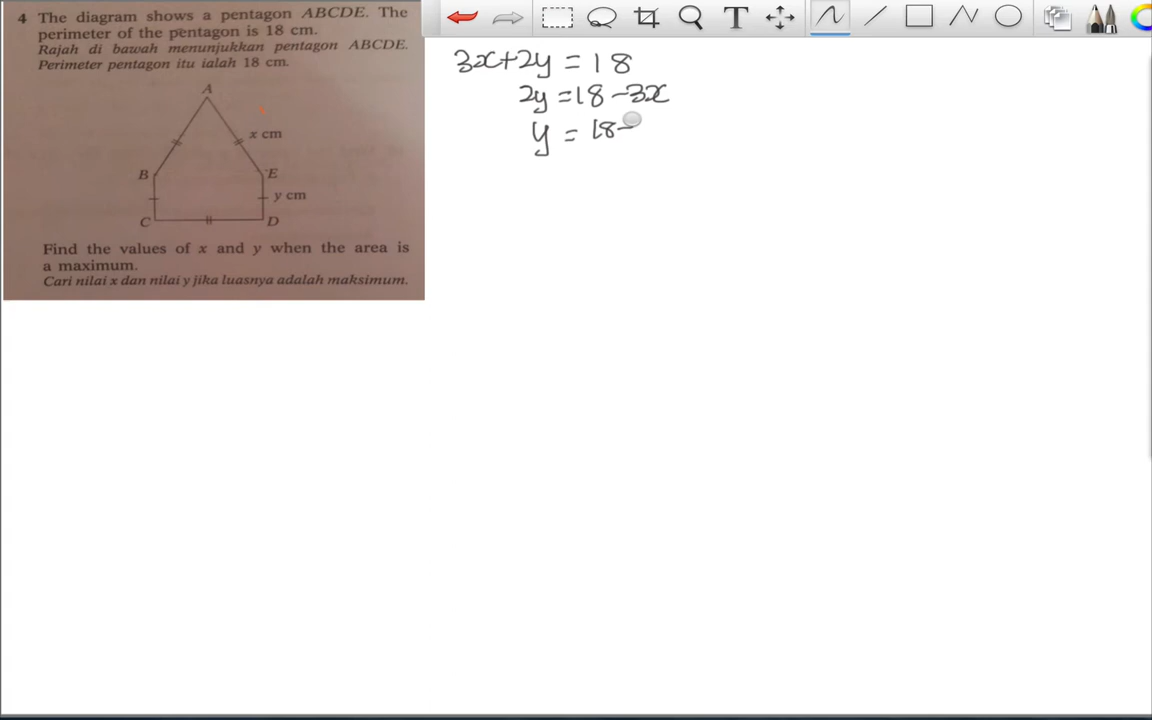 4 The diagram shows a pentagon ABCDE. The
perimeter of the pentagon is 18 cm.
Rajah di bawah menunjukkan pentagon ABCDE.
Perimeter pentagon itu ialah 18 cm.
A
x cm
B
E
y cm
C
D
Find the values of x and y when the area is
a maximum.
Cari nilai x dan nilai y jika luasnya adalah maksimum.
T
3x+2y = 18
2y = 18 - 3x
y = 18-